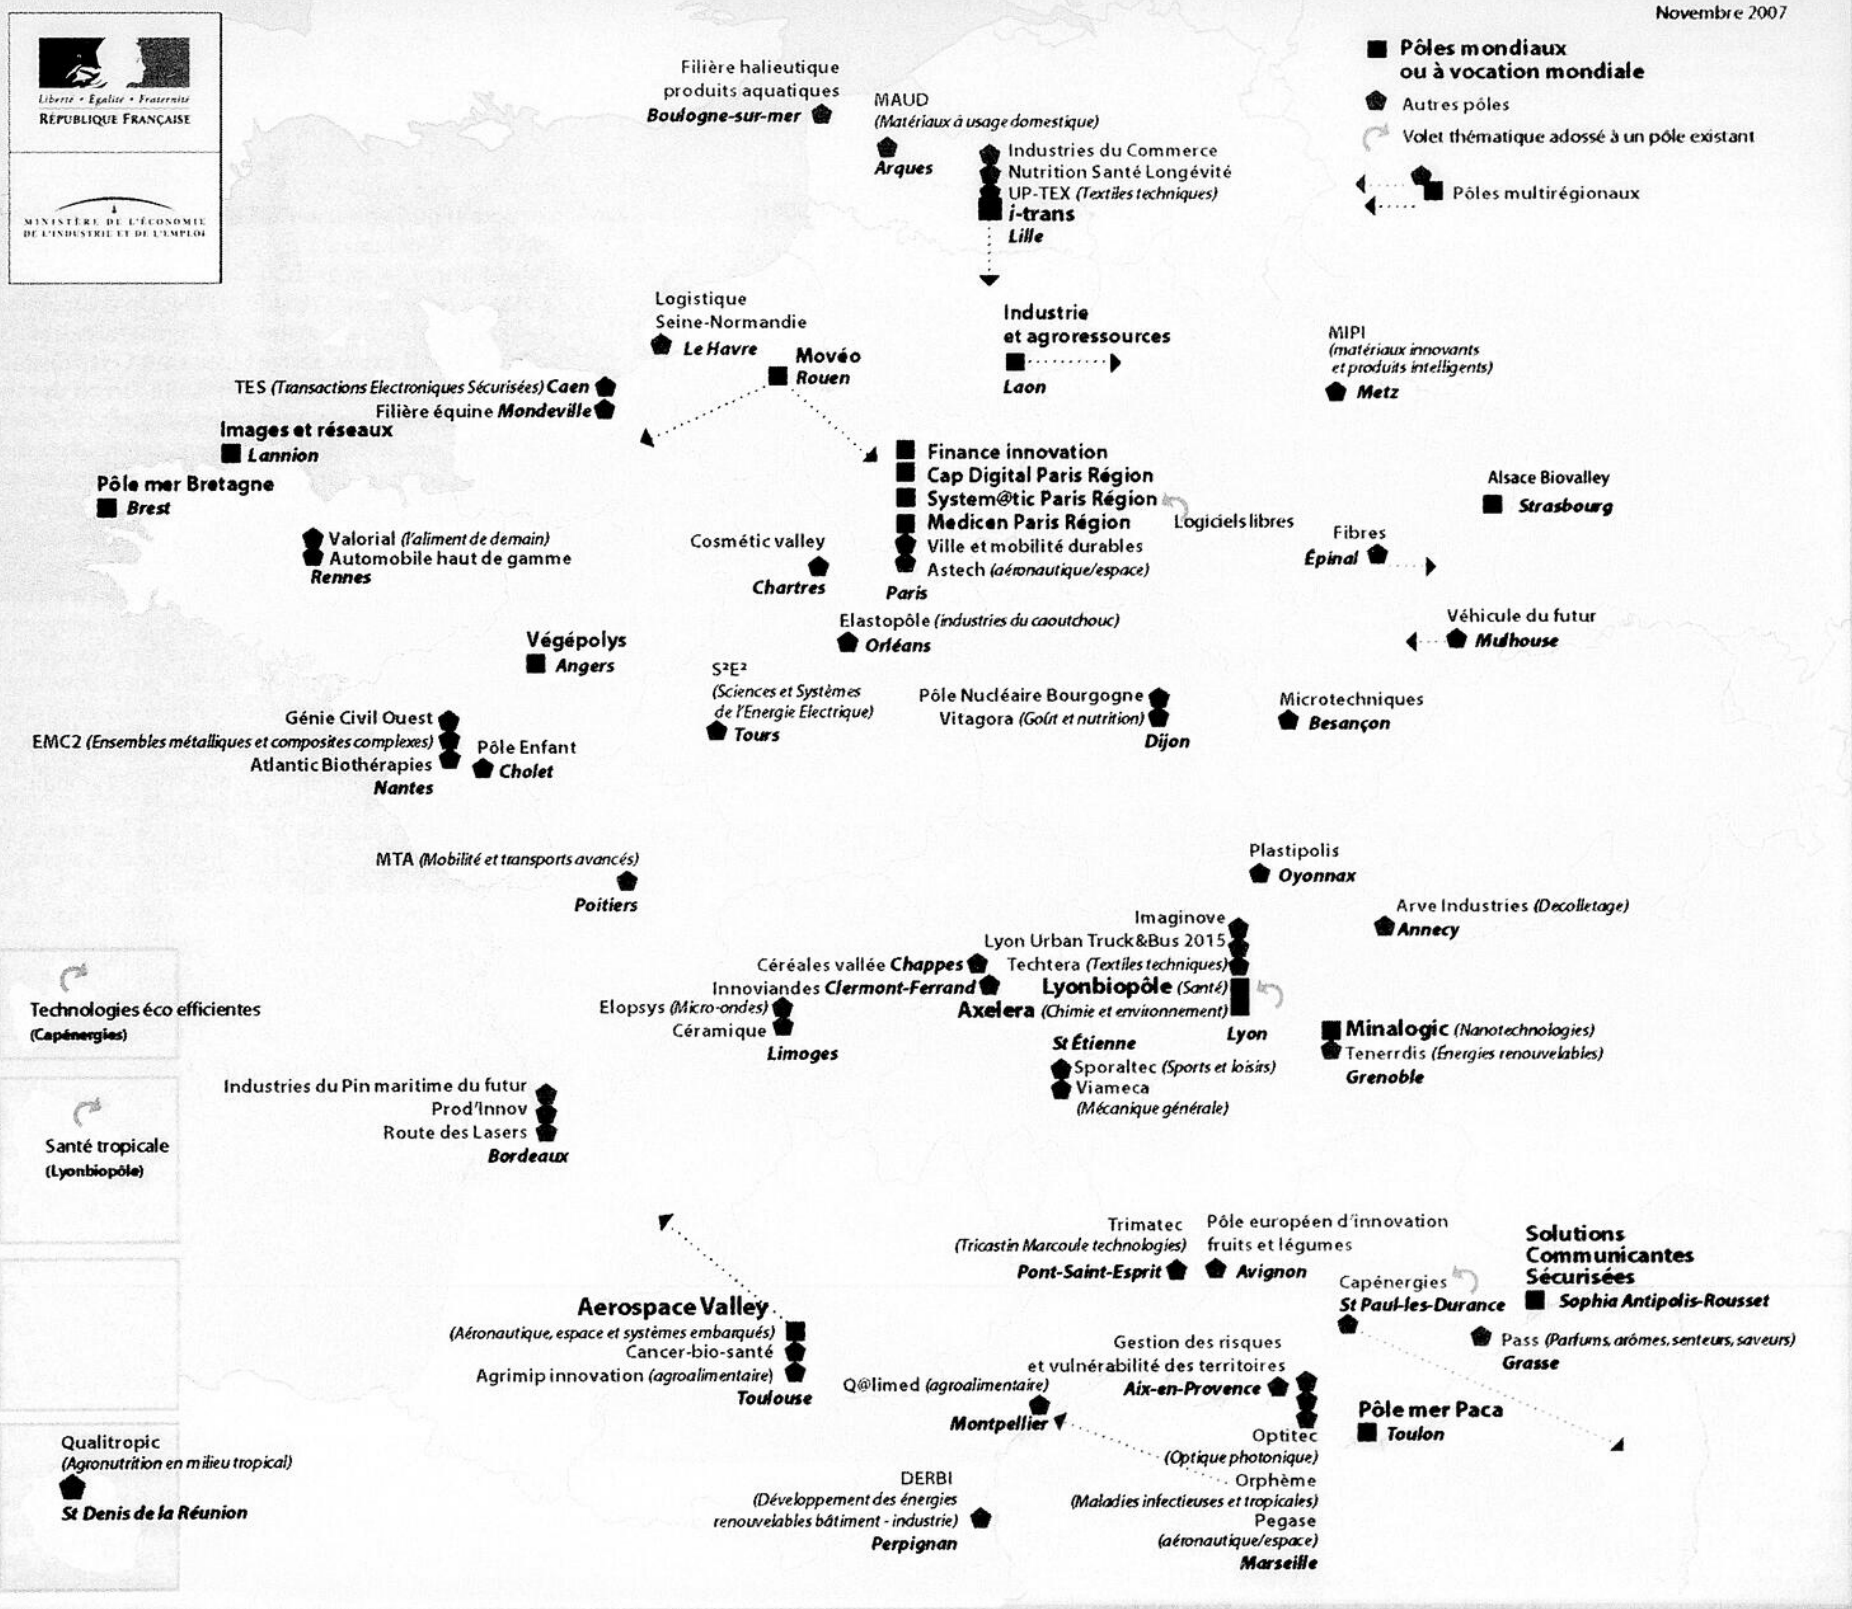 Novembre 2007
Liberté • Égalité • Fraternité
RÉPUBLIQUE FRANÇAISE
MINISTÈRE DE L'ÉCONOMIE
DE L'INDUSTRIE ET DE L'EMPLOI
Pôles mondiaux
ou à vocation mondiale
Autres pôles
Volet thématique adossé à un pôle existant
Pôles multirégionaux
Filière halieutique
produits aquatiques
Boulogne-sur-mer
MAUD
(Matériaux à usage domestique)
Arques
Industries du Commerce
Nutrition Santé Longévité
UP-TEX (Textiles techniques)
i-trans
Lille
Logistique
Seine-Normandie
Le Havre
Movéo
Rouen
Industrie
et agroressources
Laon
MIPI
(matériaux innovants
et produits intelligents)
Metz
TES (Transactions Electroniques Sécurisées) Caen
Filière équine Mondeville
Images et réseaux
Lannion
Pôle mer Bretagne
Brest
Valorial (l'aliment de demain)
Automobile haut de gamme
Rennes
Finance innovation
Cap Digital Paris Région
System@tic Paris Région
Medicen Paris Région
Ville et mobilité durables
Astech (aéronautique/espace)
Paris
Logiciels libres
Cosmétic valley
Chartres
Alsace Biovalley
Strasbourg
Fibres
Épinal
Véhicule du futur
Mulhouse
Elastopôle (industries du caoutchouc)
Orléans
Végépolys
Angers
S²E²
(Sciences et Systèmes
de l'Energie Electrique)
Tours
Pôle Nucléaire Bourgogne
Vitagora (Goût et nutrition)
Dijon
Microtechniques
Besançon
Génie Civil Ouest
EMC2 (Ensembles métalliques et composites complexes)
Atlantic Biothérapies
Nantes
Pôle Enfant
Cholet
MTA (Mobilité et transports avancés)
Poitiers
Plastipolis
Oyonnax
Arve Industries (Decolletage)
Annecy
Imaginove
Lyon Urban Truck&Bus 2015
Techtera (Textiles techniques)
Lyonbiopôle (Santé)
Axelera (Chimie et environnement)
Lyon
Céréales vallée Chappes
Innoviandes Clermont-Ferrand
Elopsys (Micro-ondes)
Céramique
Limoges
St Étienne
Sporaltec (Sports et loisirs)
Viameca
(Mécanique générale)
Minalogic (Nanotechnologies)
Tenerrdis (Énergies renouvelables)
Grenoble
Technologies éco efficientes
(Capénergies)
Santé tropicale
(Lyonbiopôle)
Industries du Pin maritime du futur
Prod'Innov
Route des Lasers
Bordeaux
Trimatec
(Tricastin Marcoule technologies)
Pont-Saint-Esprit
Pôle européen d'innovation
fruits et légumes
Avignon
Solutions
Communicantes
Sécurisées
Sophia Antipolis-Rousset
Capénergies
St Paul-les-Durance
Pass (Parfums, arômes, senteurs, saveurs)
Grasse
Aerospace Valley
(Aéronautique, espace et systèmes embarqués)
Cancer-bio-santé
Agrimip innovation (agroalimentaire)
Toulouse
Gestion des risques
et vulnérabilité des territoires
Aix-en-Provence
Q@limed (agroalimentaire)
Montpellier
Pôle mer Paca
Toulon
Optitec
(Optique photonique)
Orphème
(Maladies infectieuses et tropicales)
Pegase
(aéronautique/espace)
Marseille
DERBI
(Développement des énergies
renouvelables bâtiment - industrie)
Perpignan
Qualitropic
(Agronutrition en milieu tropical)
St Denis de la Réunion